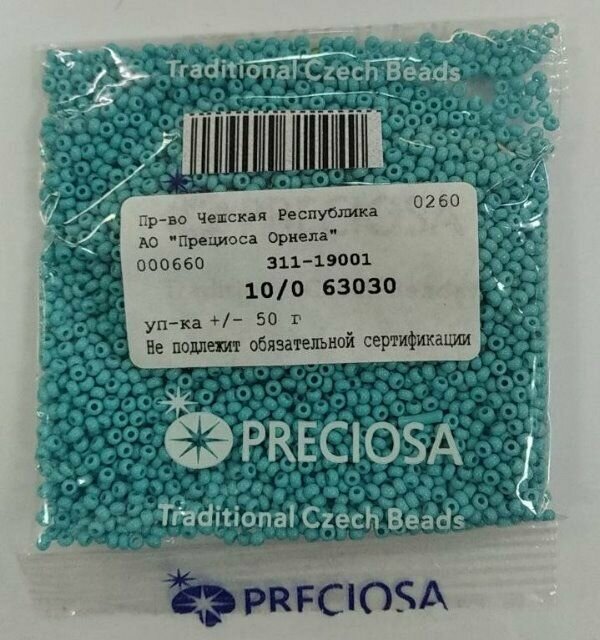 Traditional Czech Beads
Пр-во Чешская Республика 0260
АО "Прециоса Орнела"
000660 311-19001
10/0 63030
уп-ка +/- 50 г
Не подлежит обязательной сертификации
PRECIOSA
Traditional Czech Beads
PRECIOSA